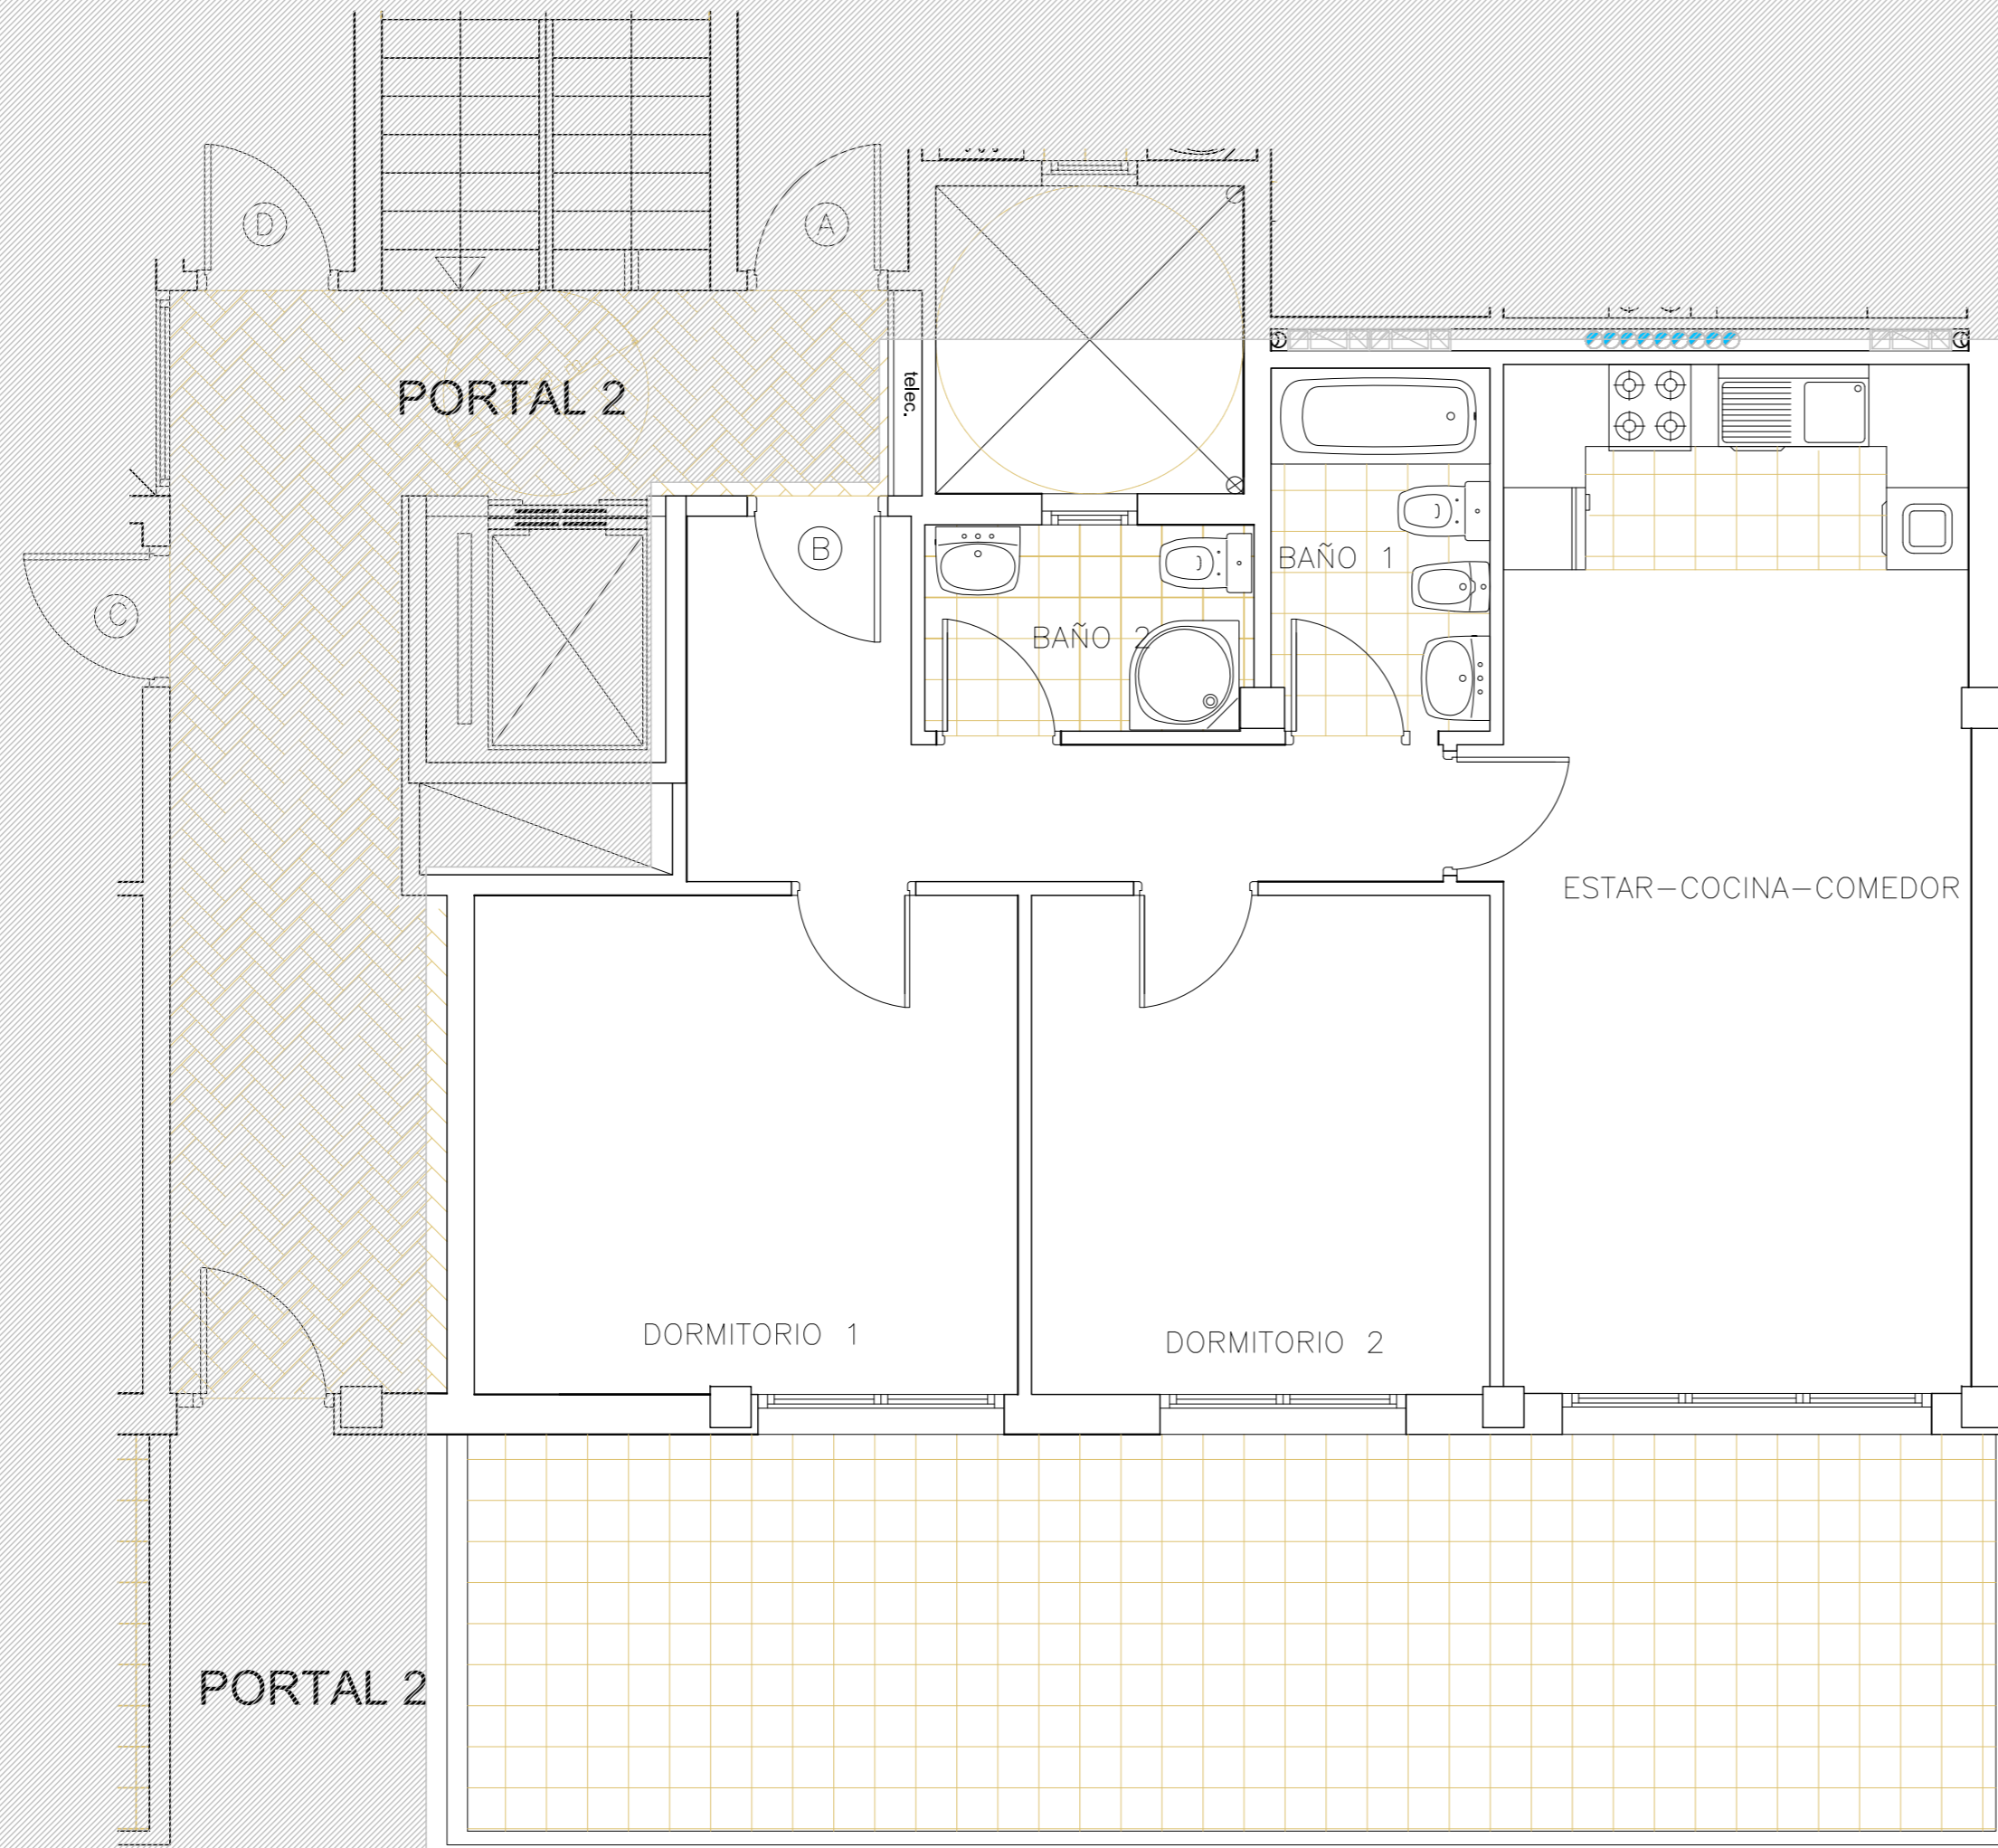 D
A
PORTAL 2
telec.
B
C
BAÑO 1
BAÑO 2
ESTAR-COCINA-COMEDOR
DORMITORIO 1
DORMITORIO 2
PORTAL 2